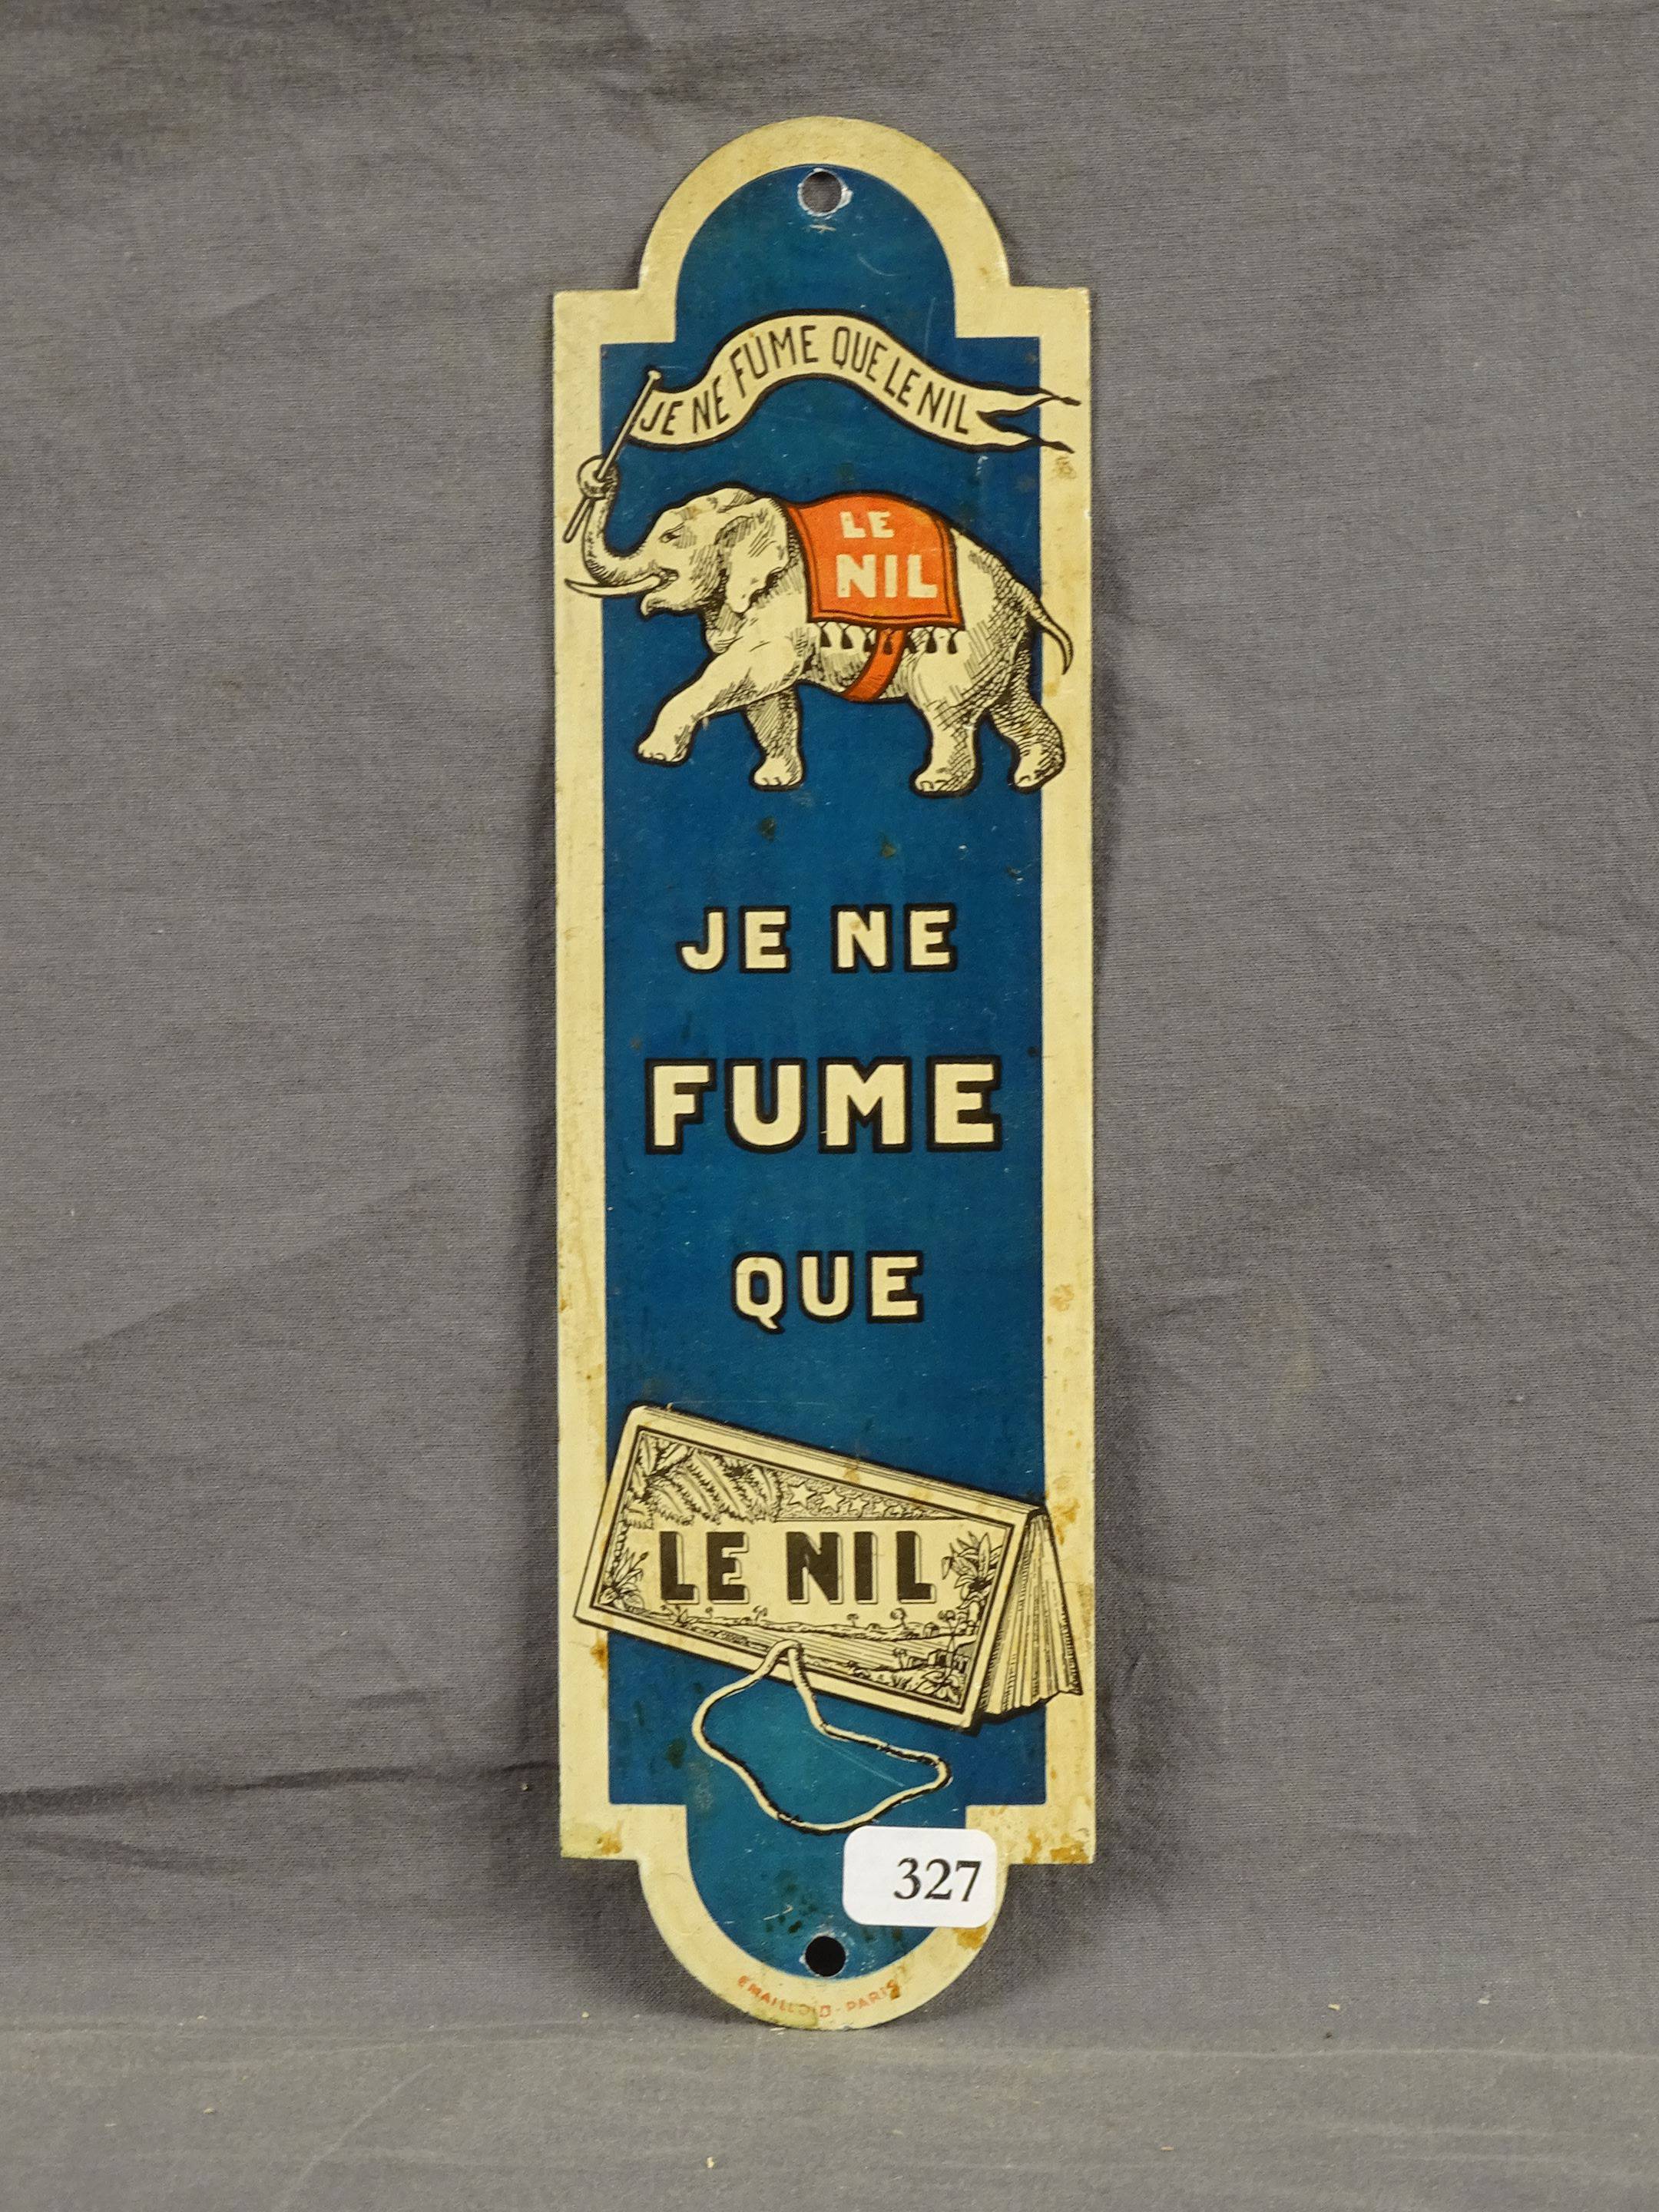 JE NE FUME QUE LE NIL
LE
NIL
JE NE
FUME
QUE
LE NIL
327
EMAILLOID - PARIS